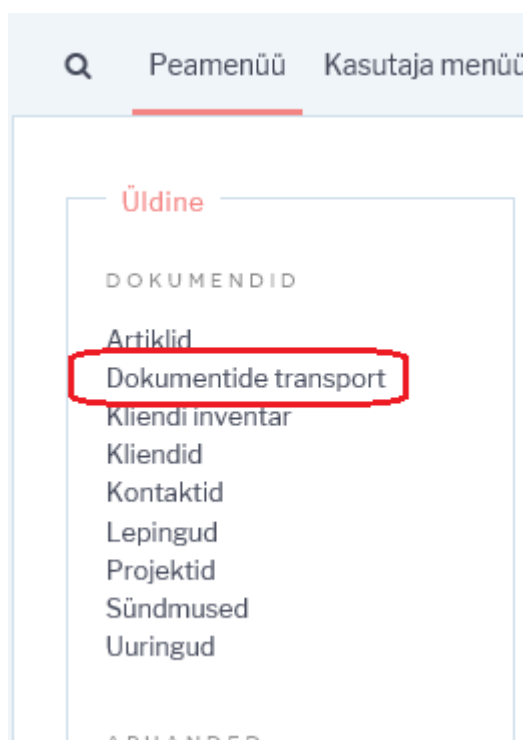 Peamenüü Kasutaja menüü
Üldine
DOKUMENDID
Artiklid
Dokumentide transport
Kliendi inventar
Kliendid
Kontaktid
Lepingud
Projektid
Sündmused
Uuringud